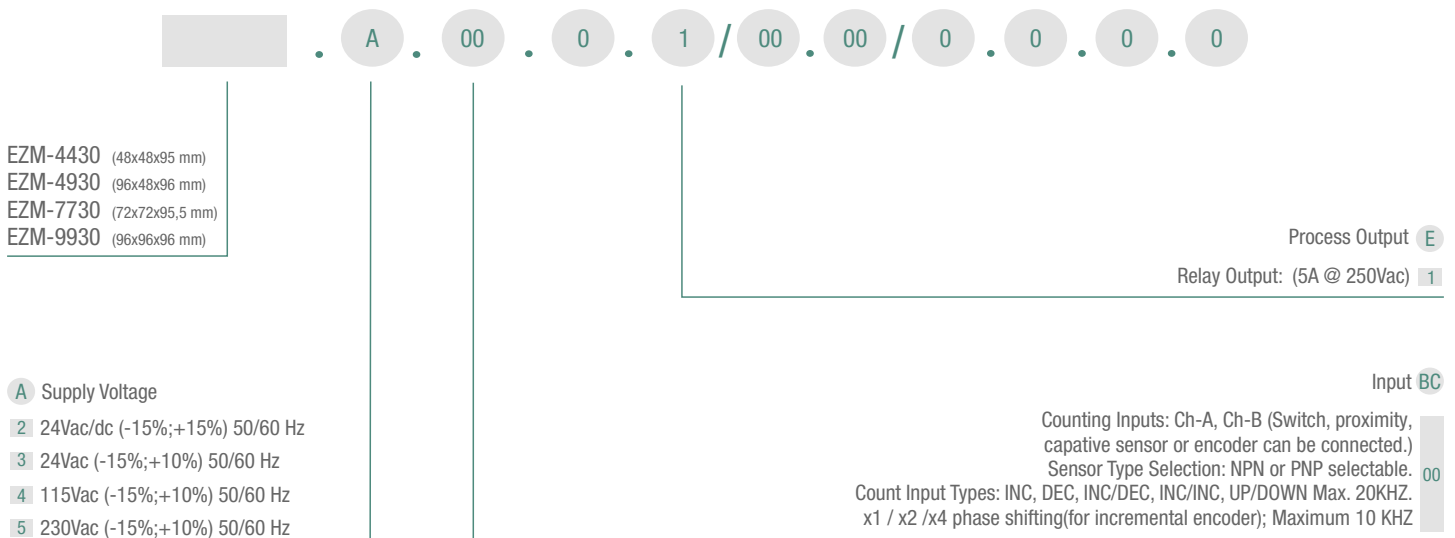 . A . 00 . 0 . 1 / 00 . 00 / 0 . 0 . 0 . 0
EZM-4430 (48x48x95 mm)
EZM-4930 (96x48x96 mm)
EZM-7730 (72x72x95,5 mm)
EZM-9930 (96x96x96 mm)
Process Output E
Relay Output: (5A @ 250Vac) 1
A Supply Voltage
2 24Vac/dc (-15%;+15%) 50/60 Hz
3 24Vac (-15%;+10%) 50/60 Hz
4 115Vac (-15%;+10%) 50/60 Hz
5 230Vac (-15%;+10%) 50/60 Hz
Input BC
Counting Inputs: Ch-A, Ch-B (Switch, proximity,
capative sensor or encoder can be connected.)
Sensor Type Selection: NPN or PNP selectable.
00
Count Input Types: INC, DEC, INC/DEC, INC/INC, UP/DOWN Max. 20KHZ.
x1 / x2 /x4 phase shifting(for incremental encoder); Maximum 10 KHZ